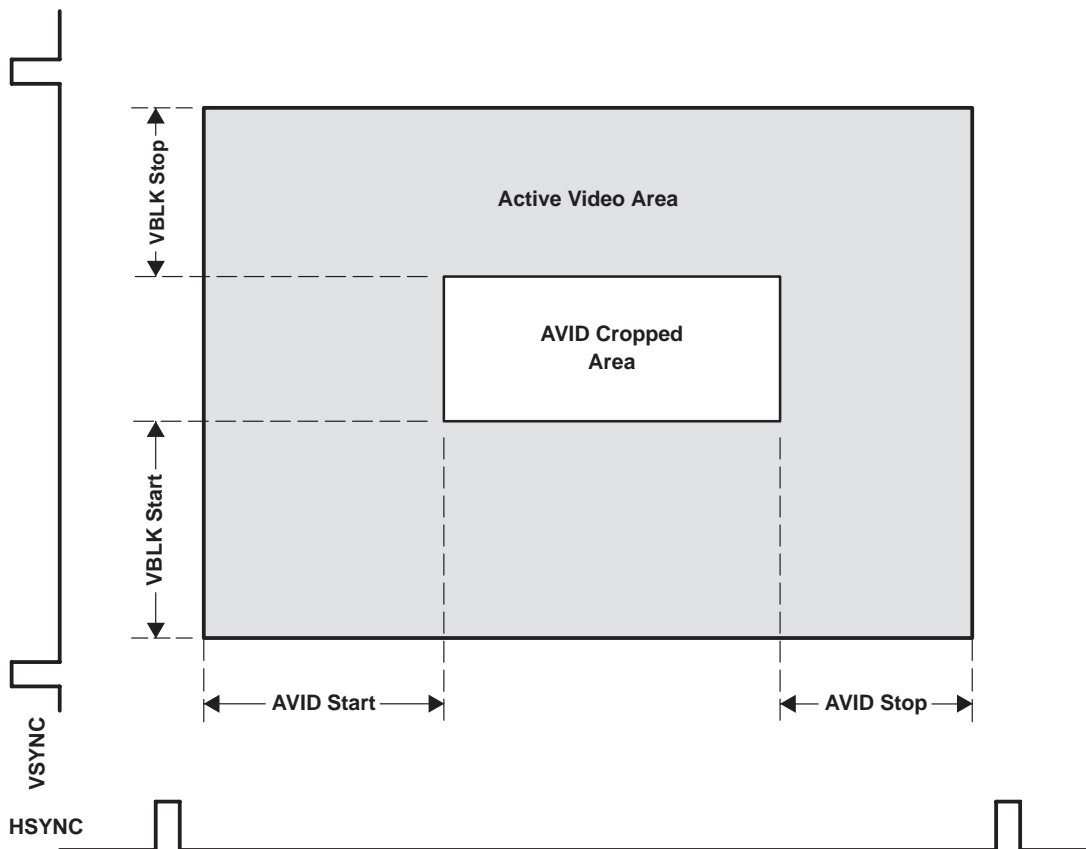 VBLK Stop
Active Video Area
AVID Cropped
Area
VBLK Start
AVID Start
AVID Stop
VSYNC
HSYNC